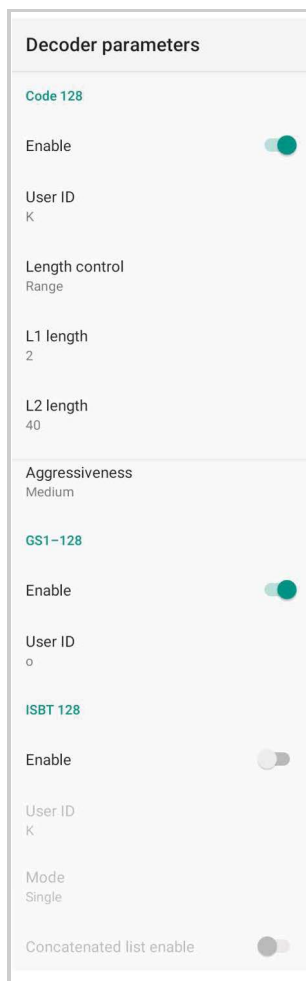 Decoder parameters
Code 128
Enable
User ID
K
Length control
Range
L1 length
2
L2 length
40
Aggressiveness
Medium
GS1–128
Enable
User ID
o
ISBT 128
Enable
User ID
K
Mode
Single
Concatenated list enable